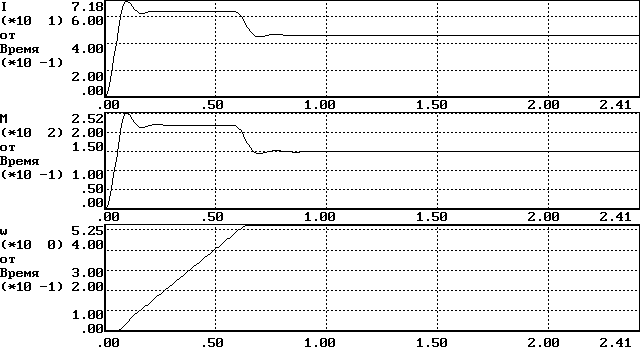 I 7.18
(*10 1) 6.00
от
Время 4.00
(*10 -1)
2.00
.00
.00 .50 1.00 1.50 2.00 2.41
M 2.52
(*10 2) 2.00
от 1.50
Время
(*10 -1) 1.00
.50
.00
.00 .50 1.00 1.50 2.00 2.41
w 5.25
(*10 0) 4.00
от
Время 3.00
(*10 -1) 2.00
1.00
.00
.00 .50 1.00 1.50 2.00 2.41